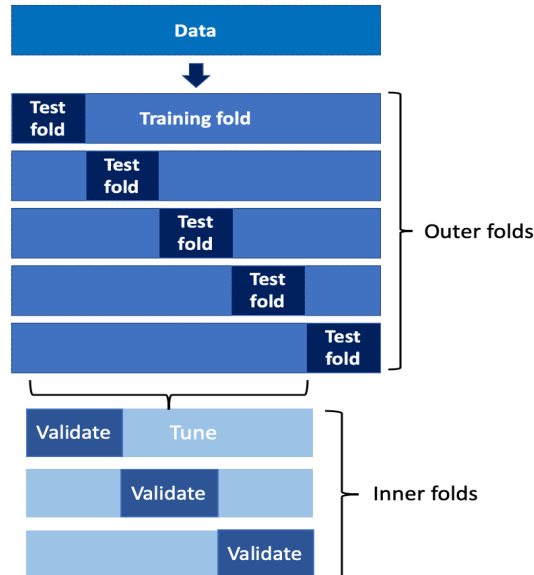 Data
Test
fold
Training fold
Test
fold
Test
fold
Outer folds
Test
fold
Test
fold
Validate
Tune
Validate
Inner folds
Validate